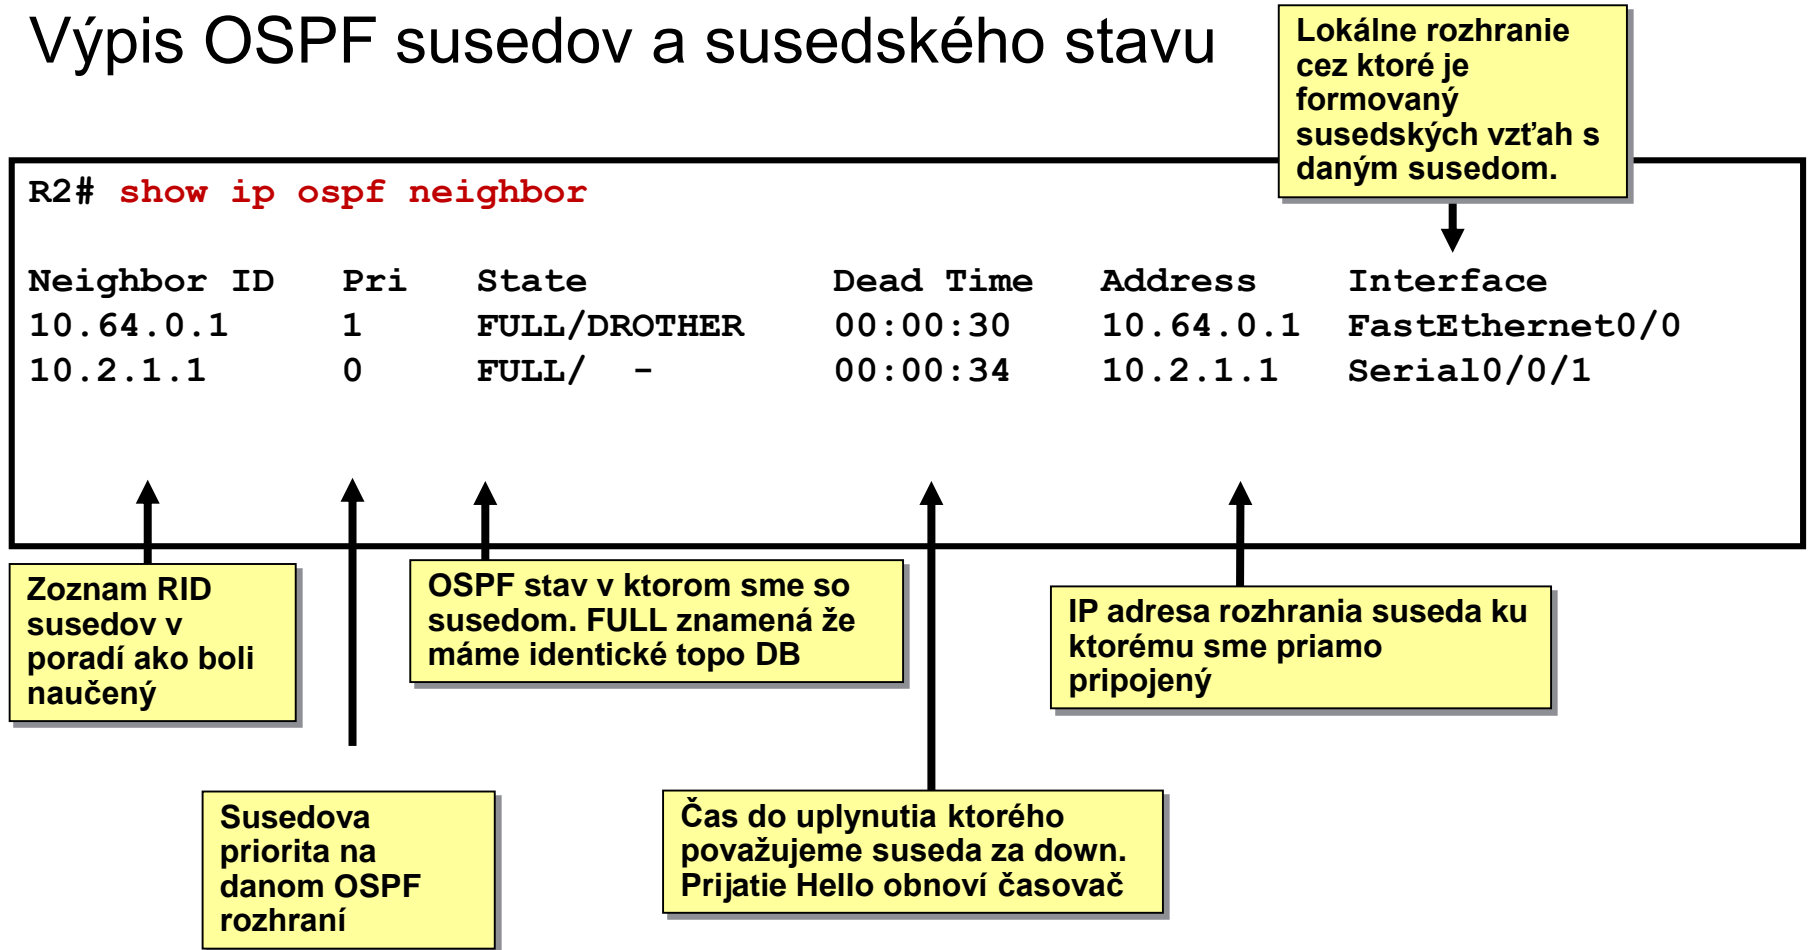 Výpis OSPF susedov a susedského stavu
Lokálne rozhranie
cez ktoré je
formovaný
susedských vzťah s
daným susedom.
R2# show ip ospf neighbor
Neighbor ID Pri State Dead Time Address Interface
10.64.0.1 1 FULL/DROTHER 00:00:30 10.64.0.1 FastEthernet0/0
10.2.1.1 0 FULL/ - 00:00:34 10.2.1.1 Serial0/0/1
Zoznam RID
susedov v
poradí ako boli
naučený
OSPF stav v ktorom sme so
susedom. FULL znamená že
máme identické topo DB
IP adresa rozhrania suseda ku
ktorému sme priamo
pripojený
Susedova
priorita na
danom OSPF
rozhraní
Čas do uplynutia ktorého
považujeme suseda za down.
Prijatie Hello obnoví časovač